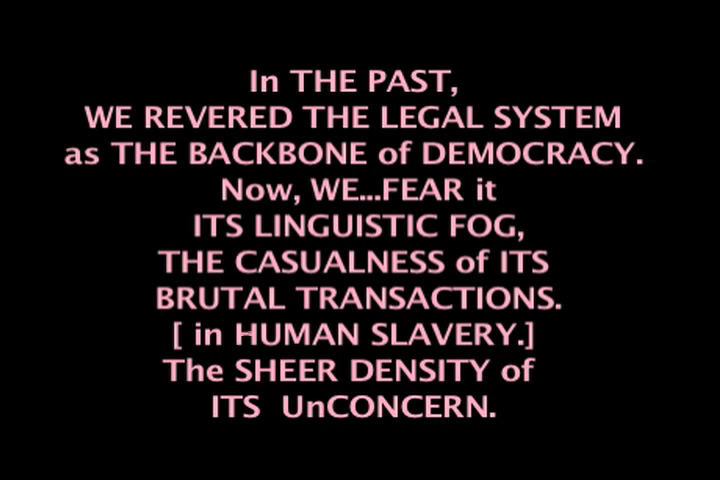 In THE PAST,
WE REVERED THE LEGAL SYSTEM
as THE BACKBONE of DEMOCRACY.
Now, WE...FEAR it
ITS LINGUISTIC FOG,
THE CASUALNESS of ITS
BRUTAL TRANSACTIONS.
[ in HUMAN SLAVERY.]
The SHEER DENSITY of
ITS  UnCONCERN.